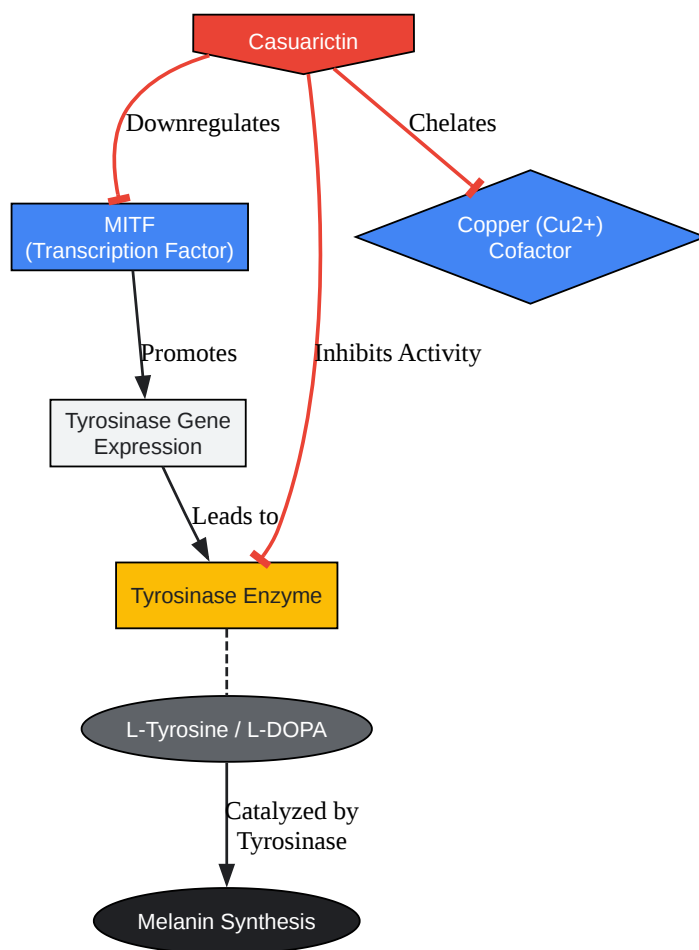 Casuarictin
Downregulates
Chelates
MITF
(Transcription Factor)
Copper (Cu2+)
Cofactor
Promotes
Inhibits Activity
Tyrosinase Gene
Expression
Leads to
Tyrosinase Enzyme
L-Tyrosine / L-DOPA
Catalyzed by
Tyrosinase
Melanin Synthesis